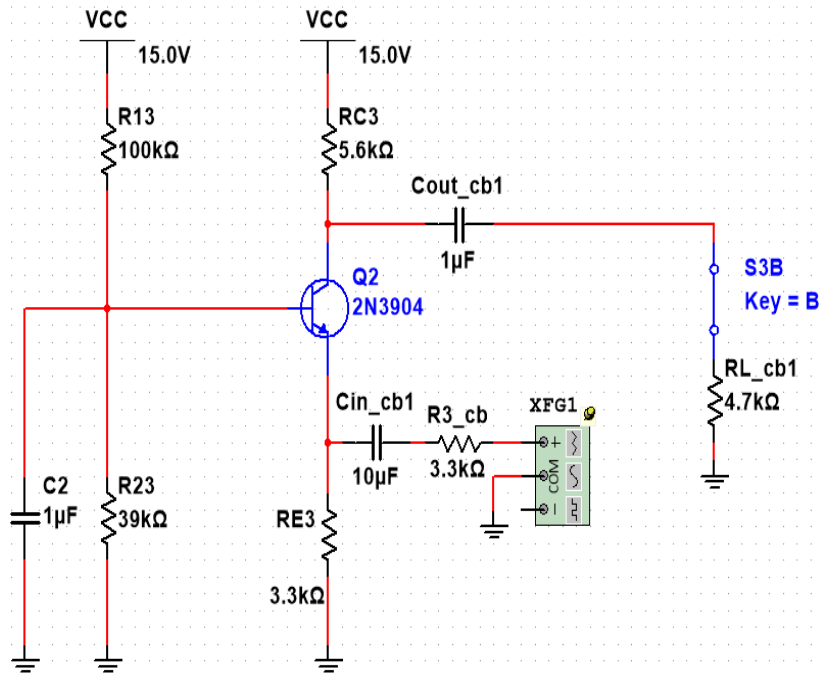 VCC
15.0V
VCC
15.0V
R13
100kΩ
RC3
5.6kΩ
Cout_cb1
1µF
Q2
2N3904
S3B
Key = B
RL_cb1
4.7kΩ
Cin_cb1
10µF
R3_cb
3.3kΩ
XFG1
+
COM
−
C2
1µF
R23
39kΩ
RE3
3.3kΩ